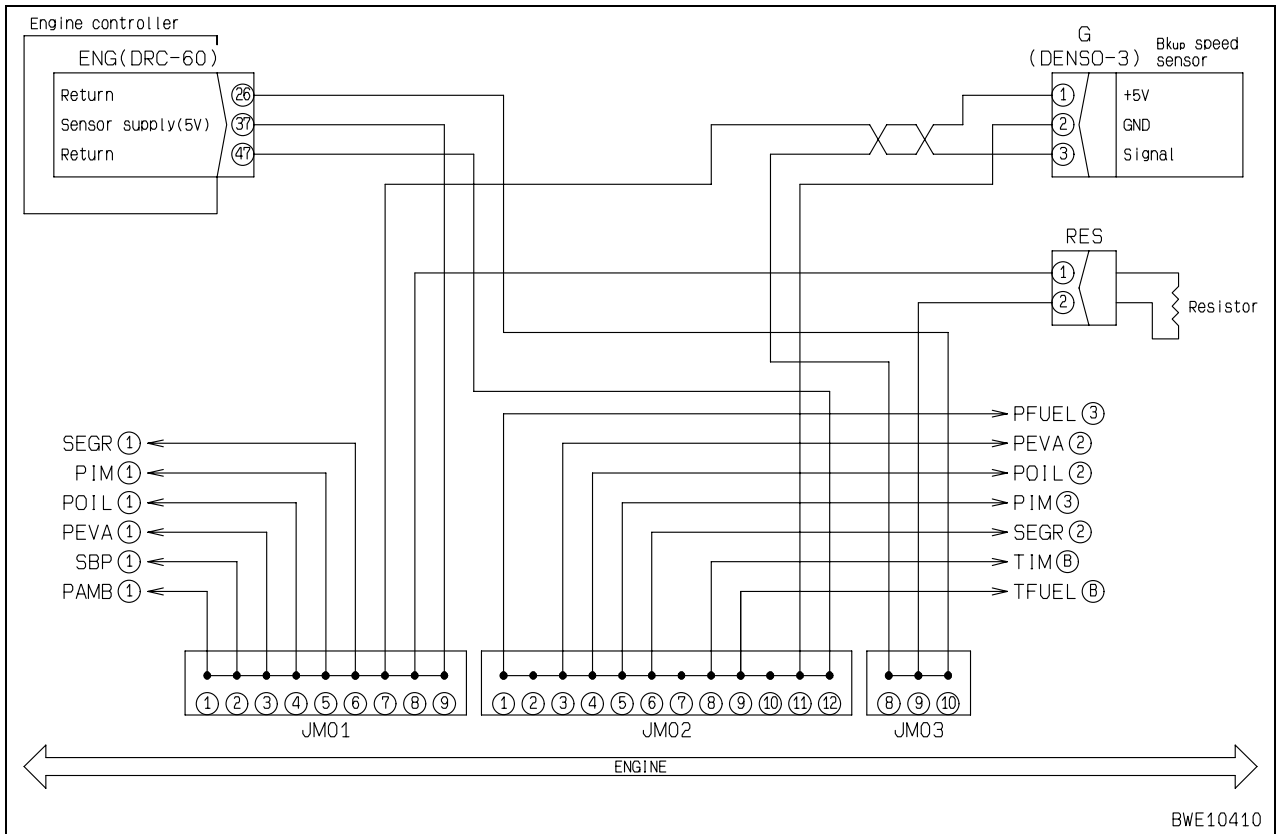 Engine controller
ENG(DRC-60)
Return 26
Sensor supply(5V) 37
Return 47
G
(DENSO-3)
Bkup speed
sensor
1 +5V
2 GND
3 Signal
RES
1
2
Resistor
SEGR 1
PIM 1
POIL 1
PEVA 1
SBP 1
PAMB 1
PFUEL 3
PEVA 2
POIL 2
PIM 3
SEGR 2
TIM B
TFUEL B
1 2 3 4 5 6 7 8 9
JM01
1 2 3 4 5 6 7 8 9 10 11 12
JM02
8 9 10
JM03
ENGINE
BWE10410